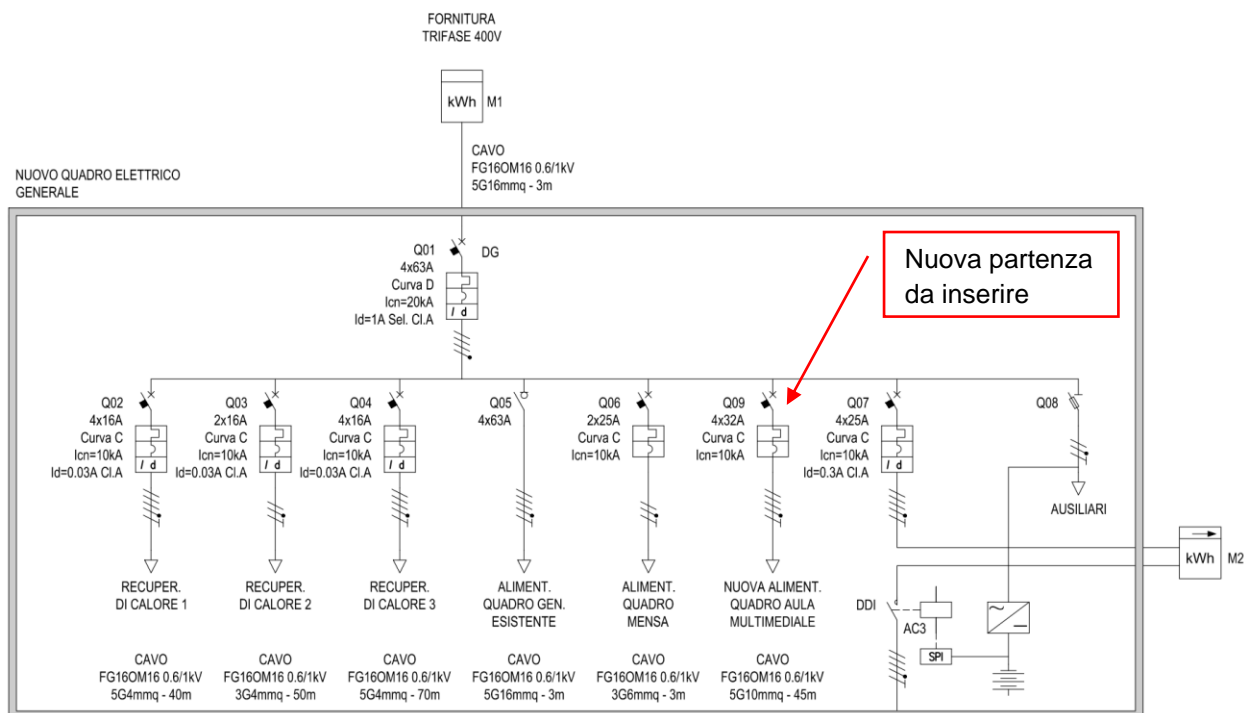 FORNITURA
TRIFASE 400V
kWh
M1
CAVO
FG16OM16 0.6/1kV
5G16mmq - 3m
NUOVO QUADRO ELETTRICO
GENERALE
Q01
4x63A
Curva D
Icn=20kA
Id=1A Sel. Cl.A
DG
I d
Nuova partenza
da inserire
Q02
4x16A
Curva C
Icn=10kA
Id=0.03A Cl.A
I d
Q03
2x16A
Curva C
Icn=10kA
Id=0.03A Cl.A
I d
Q04
4x16A
Curva C
Icn=10kA
Id=0.03A Cl.A
I d
Q05
4x63A
Q06
2x25A
Curva C
Icn=10kA
Q09
4x32A
Curva C
Icn=10kA
Q07
4x25A
Curva C
Icn=10kA
Id=0.3A Cl.A
I d
Q08
AUSILIARI
kWh
M2
RECUPER.
DI CALORE 1
RECUPER.
DI CALORE 2
RECUPER.
DI CALORE 3
ALIMENT.
QUADRO GEN.
ESISTENTE
ALIMENT.
QUADRO
MENSA
NUOVA ALIMENT.
QUADRO AULA
MULTIMEDIALE
DDI
AC3
SPI
CAVO
FG16OM16 0.6/1kV
5G4mmq - 40m
CAVO
FG16OM16 0.6/1kV
3G4mmq - 50m
CAVO
FG16OM16 0.6/1kV
5G4mmq - 70m
CAVO
FG16OM16 0.6/1kV
5G16mmq - 3m
CAVO
FG16OM16 0.6/1kV
3G6mmq - 3m
CAVO
FG16OM16 0.6/1kV
5G10mmq - 45m